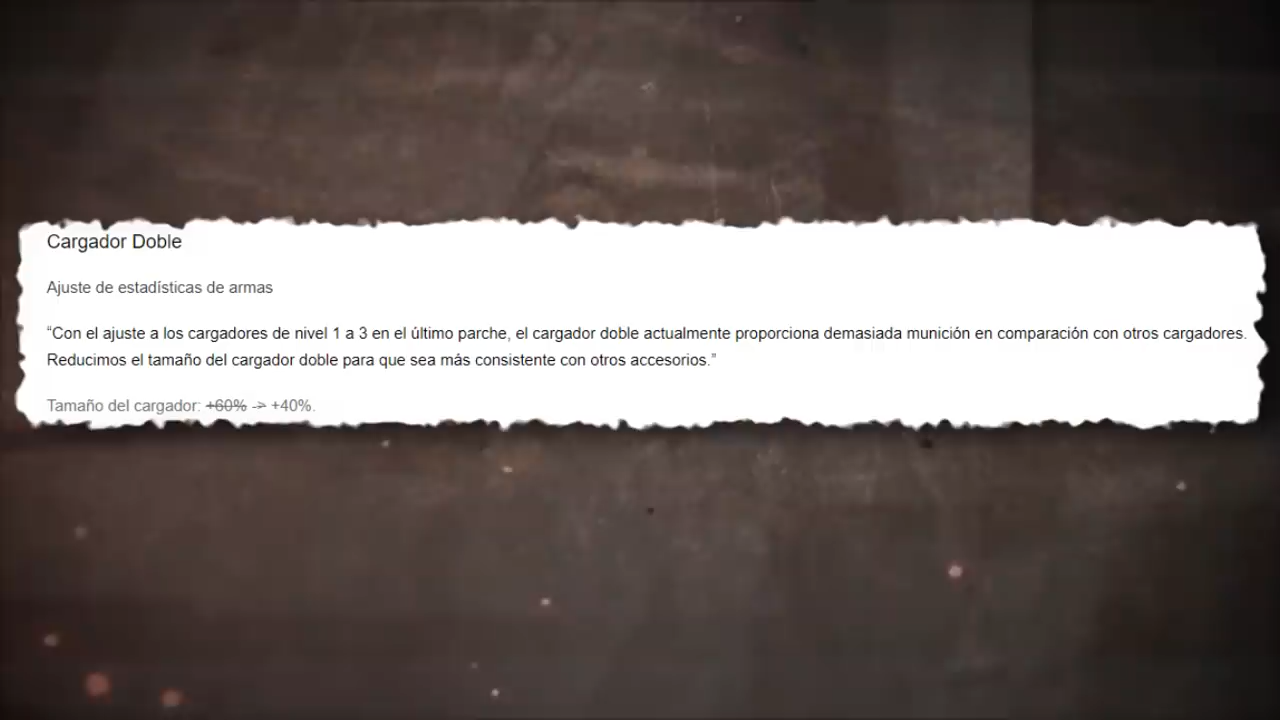 Cargador Doble
Ajuste de estadísticas de armas
“Con el ajuste a los cargadores de nivel 1 a 3 en el último parche, el cargador doble actualmente proporciona demasiada munición en comparación con otros cargadores.
Reducimos el tamaño del cargador doble para que sea más consistente con otros accesorios.”
Tamaño del cargador: +60% -> +40%.